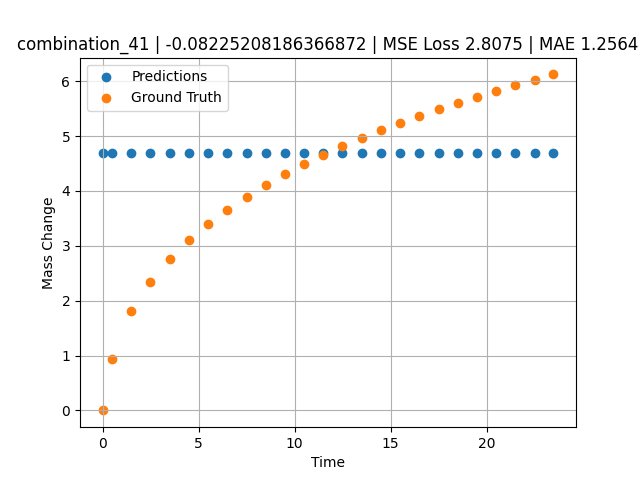 combination_41 | -0.08225208186366872 | MSE Loss 2.8075 | MAE 1.2564
Predictions
Ground Truth
6
5
4
3
2
1
0
Mass Change
0 5 10 15 20
Time